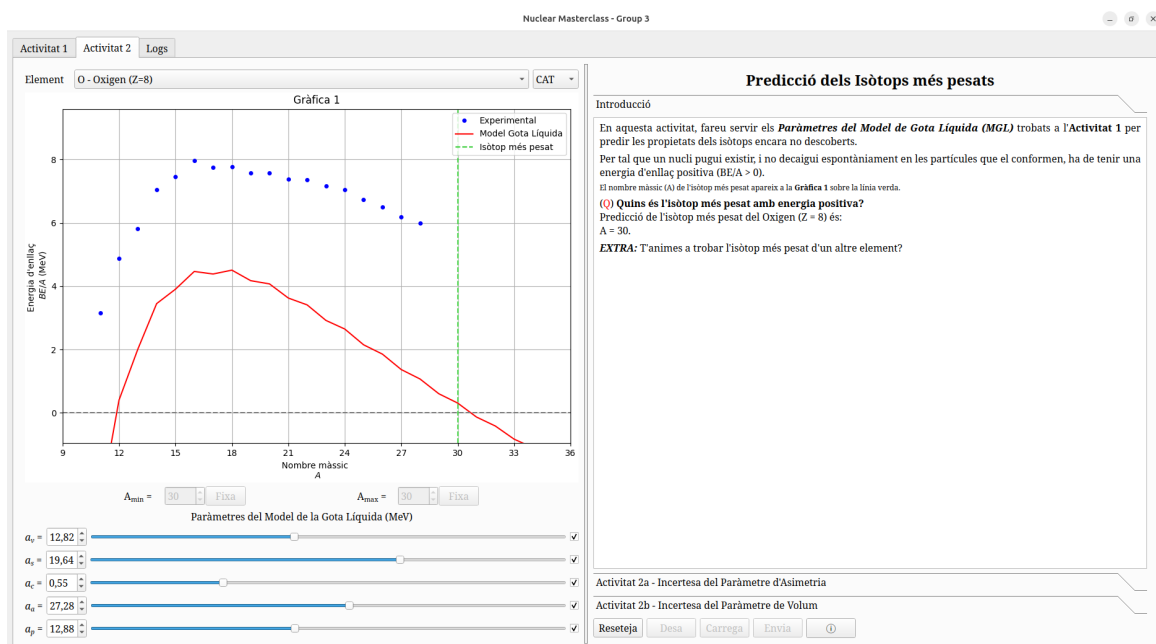 Nuclear Masterclass - Group 3
Activitat 1
Activitat 2
Logs
Element
O - Oxigen (Z=8)
CAT
Gràfica 1
Experimental
Model Gota Líquida
Isòtop més pesat
Energia d'enllaç
BE/A (MeV)
8
6
4
2
0
9
12
15
18
21
24
27
30
33
36
Nombre màssic
A
Amin =
30
Fixa
Amax =
30
Fixa
Paràmetres del Model de la Gota Líquida (MeV)
av = 12,82
as = 19,64
ac = 0,55
aa = 27,28
ap = 12,88
Predicció dels Isòtops més pesats
Introducció
En aquesta activitat, fareu servir els Paràmetres del Model de Gota Líquida (MGL) trobats a l'Activitat 1 per
predir les propietats dels isòtops encara no descoberts.
Per tal que un nucli pugui existir, i no decaigui espontàniament en les partícules que el conformen, ha de tenir una
energia d'enllaç positiva (BE/A > 0).
El nombre màssic (A) de l'isòtop més pesat apareix a la Gràfica 1 sobre la línia verda.
(Q) Quins és l'isòtop més pesat amb energia positiva?
Predicció de l'isòtop més pesat del Oxigen (Z = 8) és:
A = 30.
EXTRA: T'animes a trobar l'isòtop més pesat d'un altre element?
Activitat 2a - Incertesa del Paràmetre d'Asimetria
Activitat 2b - Incertesa del Paràmetre de Volum
Reseteja
Desa
Carrega
Envia